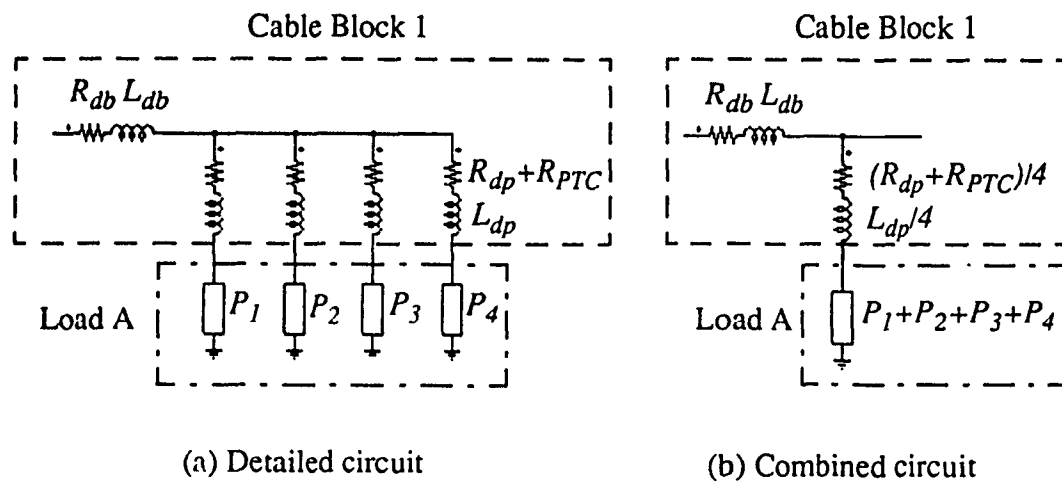 Cable Block 1
R_db L_db
R_dp+R_PTC
L_dp
Load A
P_1
P_2
P_3
P_4
(a) Detailed circuit
Cable Block 1
R_db L_db
(R_dp+R_PTC)/4
L_dp/4
Load A
P_1+P_2+P_3+P_4
(b) Combined circuit